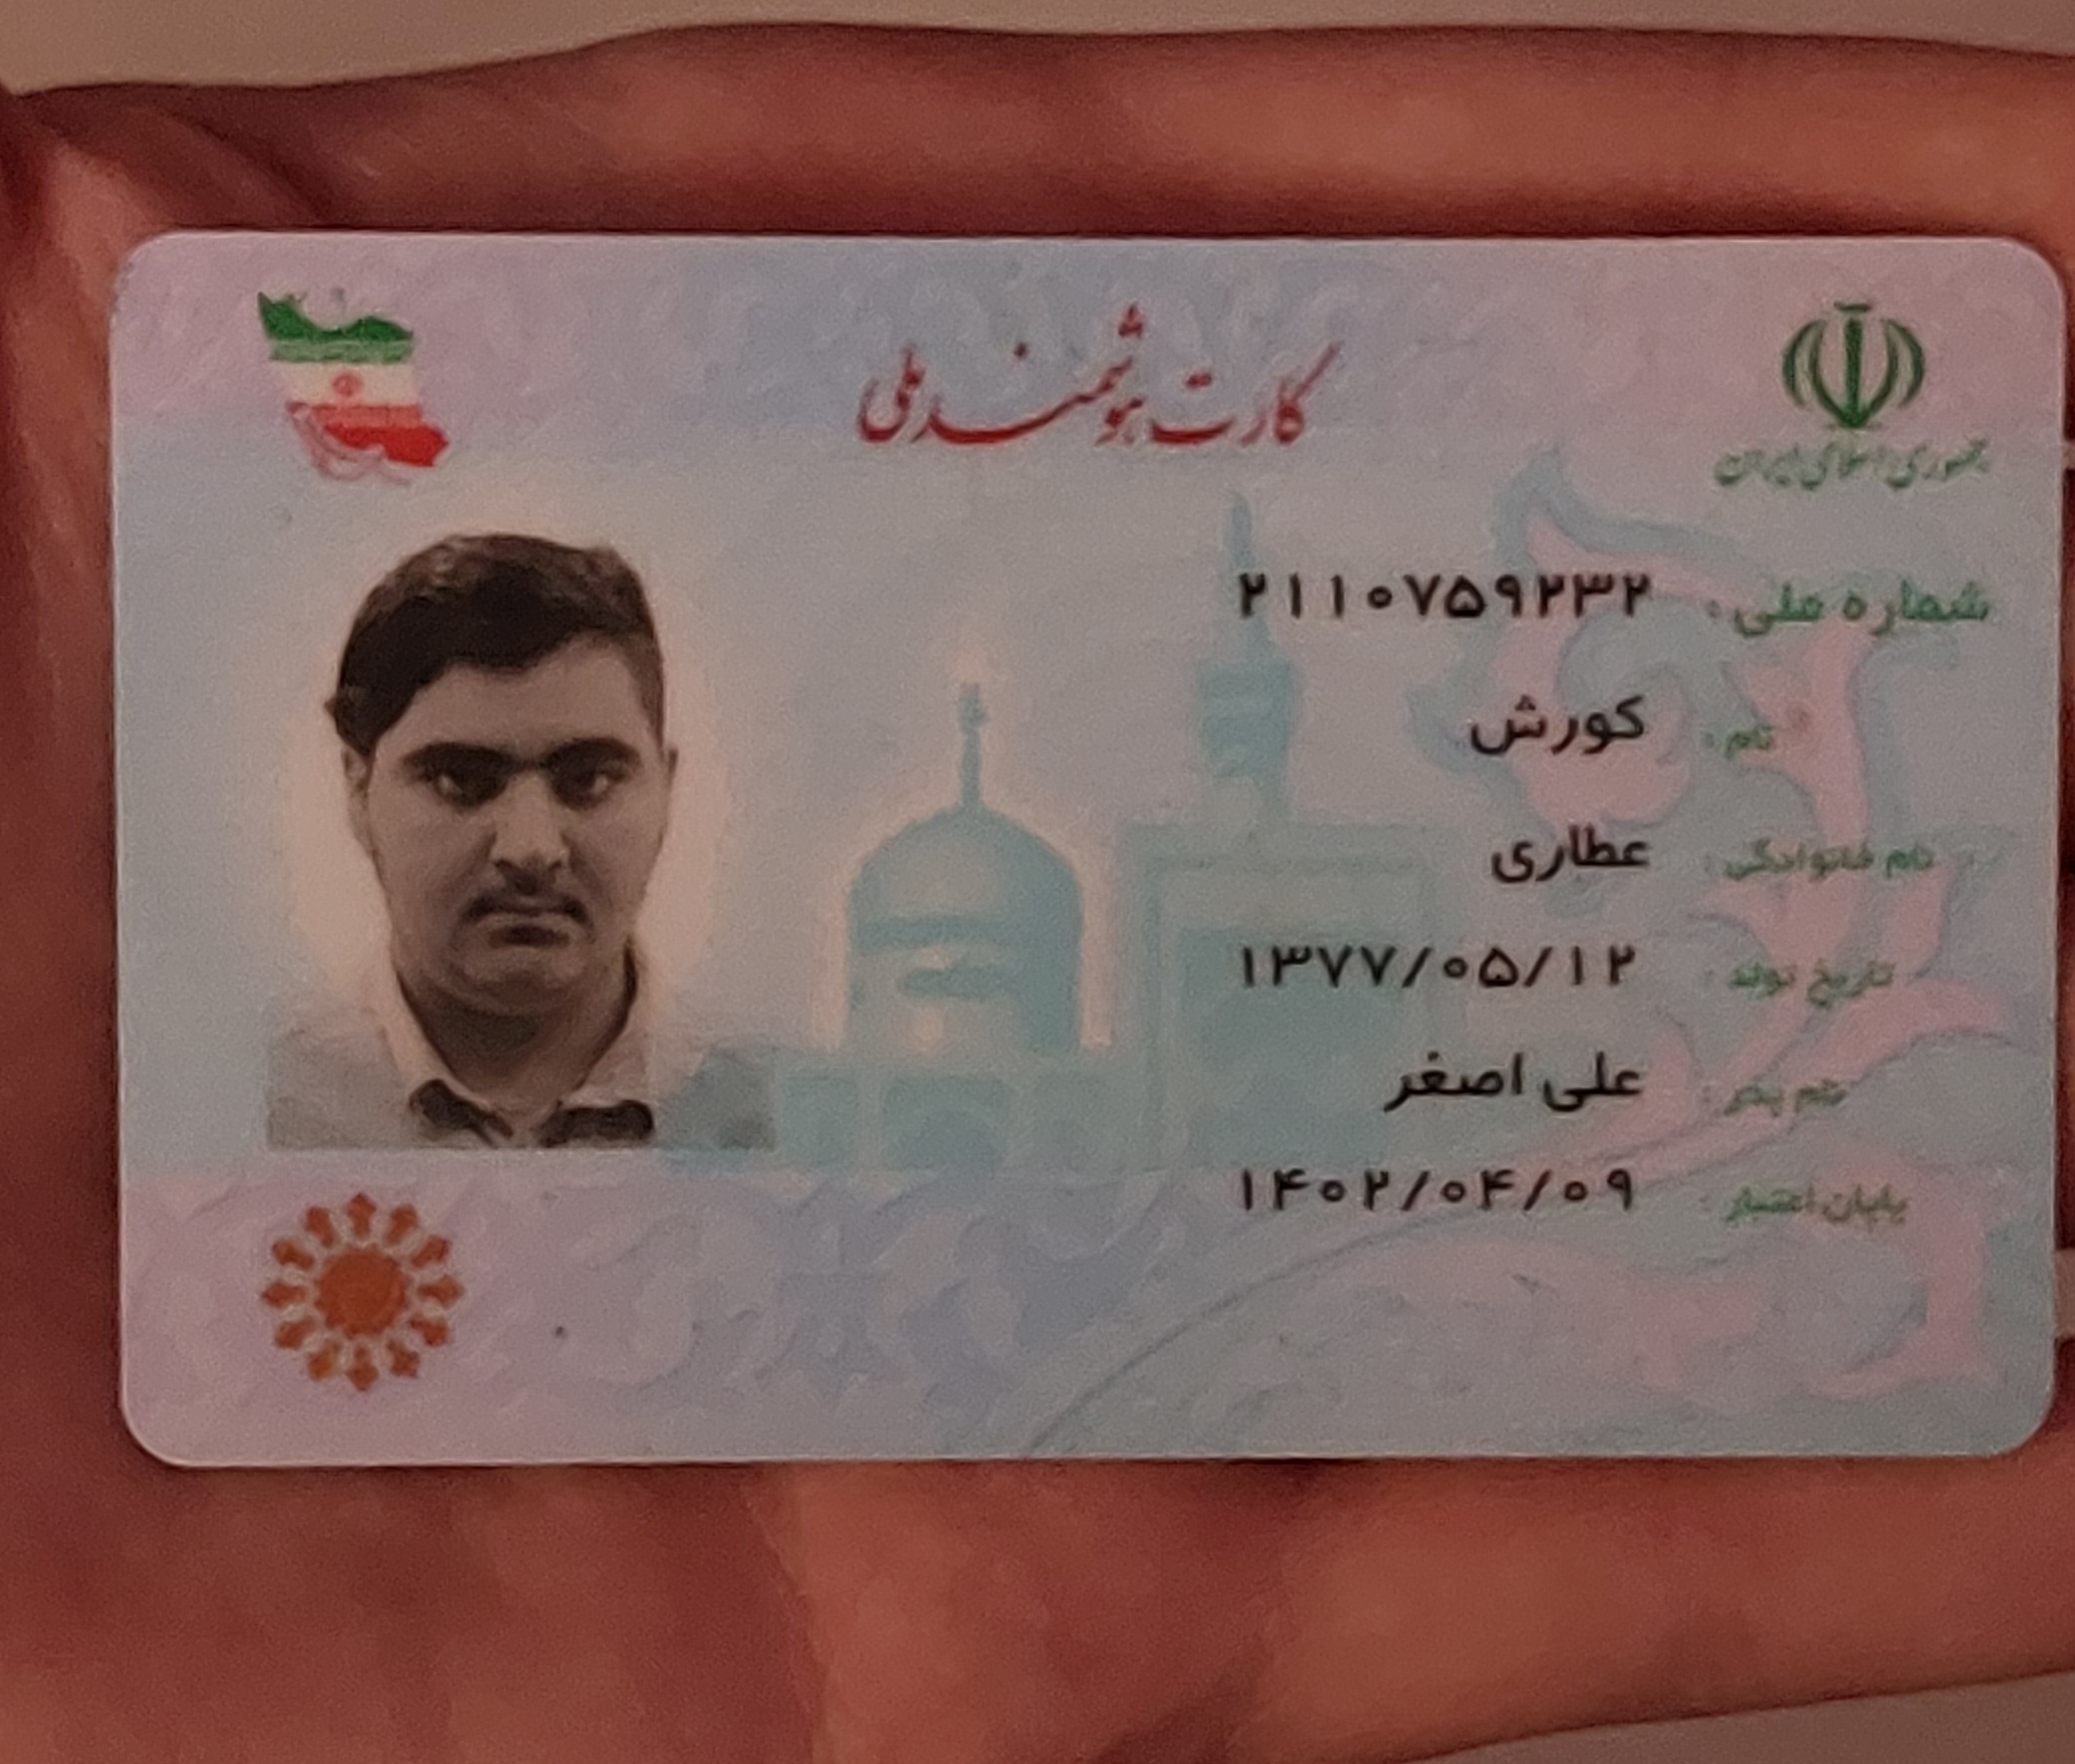 کارت هوشمند ملی
جمهوری اسلامی ایران
شماره ملی: ۲۱۱۰۷۵۹۲۳۲
نام: کورش
نام خانوادگی: عطاری
تاریخ تولد: ۱۳۷۷/۰۵/۱۲
نام پدر: علی اصغر
پایان اعتبار: ۱۴۰۲/۰۴/۰۹